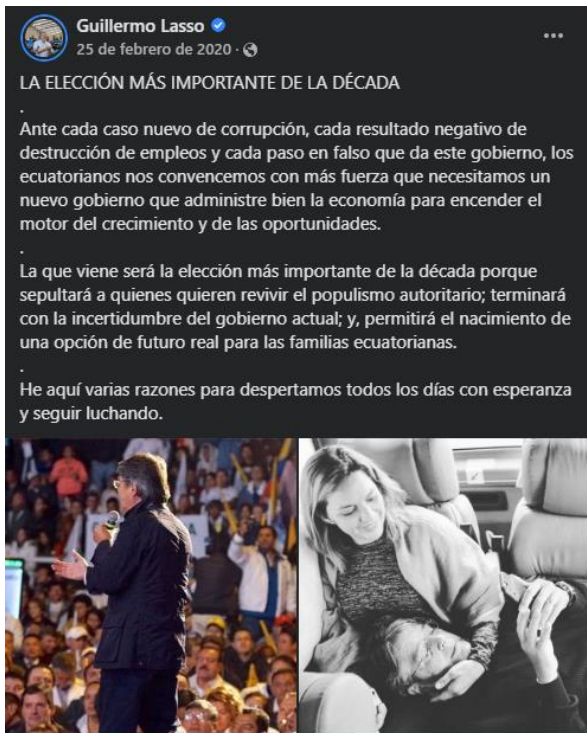 Guillermo Lasso
25 de febrero de 2020 ·
LA ELECCIÓN MÁS IMPORTANTE DE LA DÉCADA
.
Ante cada caso nuevo de corrupción, cada resultado negativo de
destrucción de empleos y cada paso en falso que da este gobierno, los
ecuatorianos nos convencemos con más fuerza que necesitamos un
nuevo gobierno que administre bien la economía para encender el
motor del crecimiento y de las oportunidades.
.
La que viene será la elección más importante de la década porque
sepultará a quienes quieren revivir el populismo autoritario; terminará
con la incertidumbre del gobierno actual; y, permitirá el nacimiento de
una opción de futuro real para las familias ecuatorianas.
.
He aquí varias razones para despertarnos todos los días con esperanza
y seguir luchando.